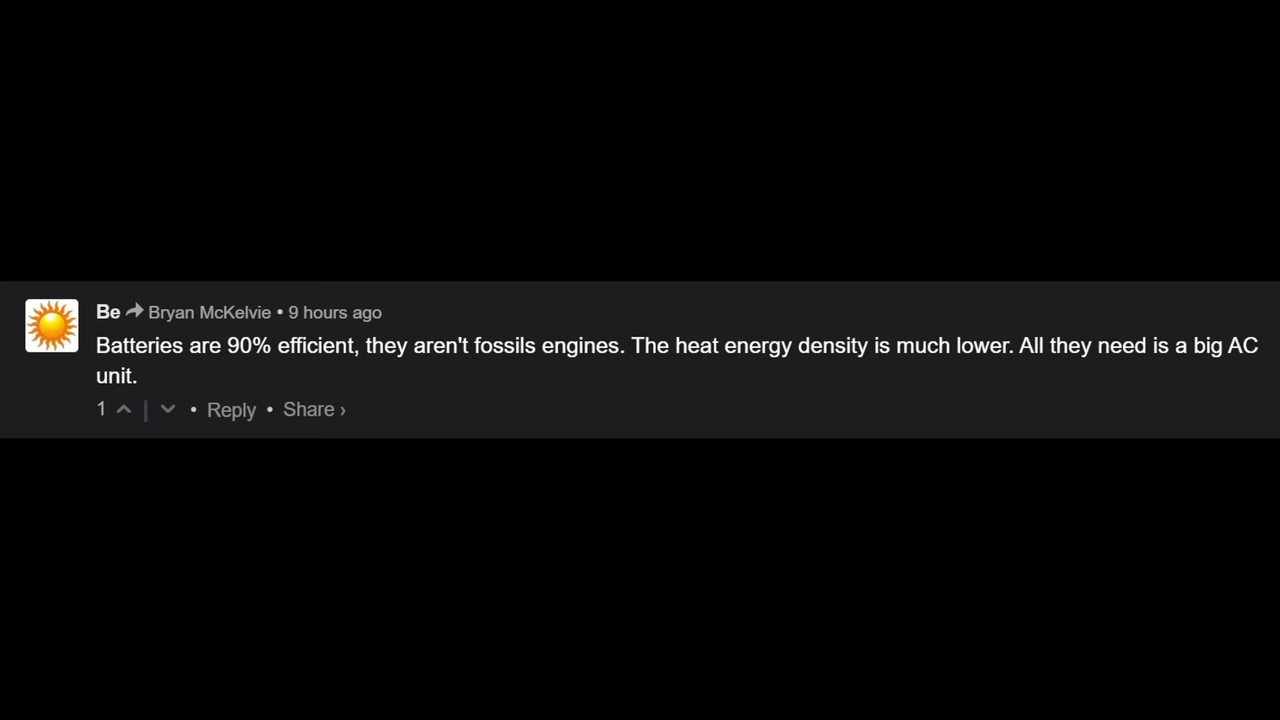 Be Bryan McKelvie • 9 hours ago
Batteries are 90% efficient, they aren't fossils engines. The heat energy density is much lower. All they need is a big AC
unit.
1 | • Reply • Share ›